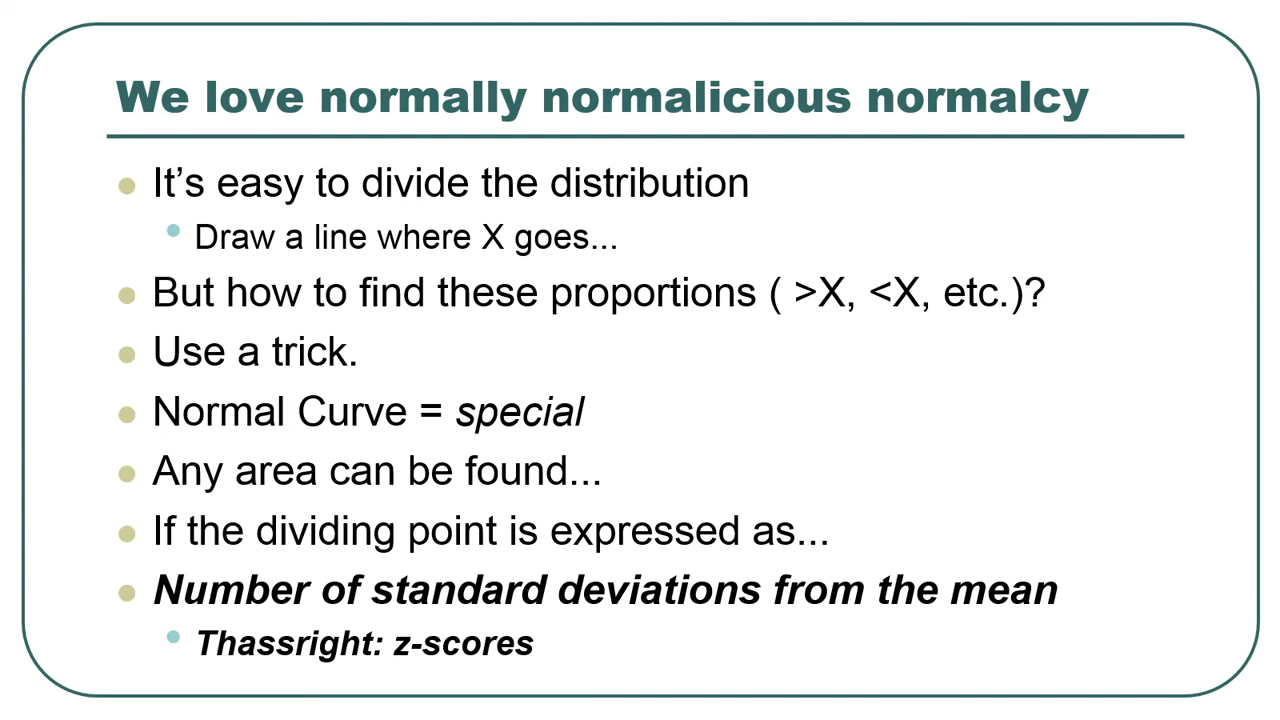 We love normally normalicious normalcy
It’s easy to divide the distribution
Draw a line where X goes...
But how to find these proportions ( >X, <X, etc.)?
Use a trick.
Normal Curve = special
Any area can be found...
If the dividing point is expressed as...
Number of standard deviations from the mean
Thassright: z-scores